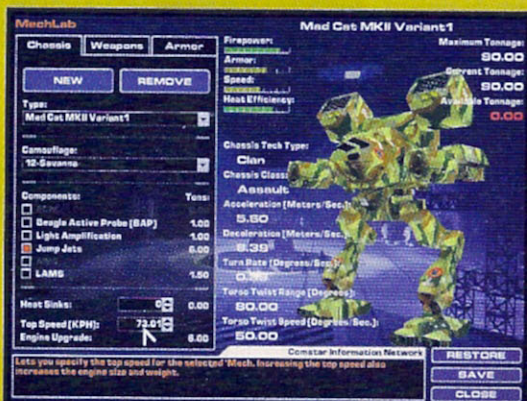 MechLab
Mad Cat MKII Variant1
Chassis Weapons Armor
NEW REMOVE
Type:
Mad Cat MKII Variant1
Camouflage:
12-Savanna
Components: Tons:
Beagle Active Probe (BAP) 1.00
Light Amplification 1.00
Jump Jets 6.00
LAMS 1.50
Heat Sinks: 0 0.00
Top Speed (KPH): 73.01
Engine Upgrade: 6.00
Firepower:
Armor:
Speed:
Heat Efficiency:
Maximum Tonnage:
90.00
Current Tonnage:
90.00
Available Tonnage:
0.00
Chassis Tech Type:
Clan
Chassis Class:
Assault
Acceleration (Meters/Sec.):
5.60
Deceleration (Meters/Sec.):
8.39
Turn Rate (Degrees/Sec.):
Torso Twist Range (Degrees):
80.00
Torso Twist Speed (Degrees/Sec.):
50.00
Comstar Information Network
Lets you specify the top speed for the selected 'Mech. Increasing the top speed also
increases the engine size and weight.
RESTORE
SAVE
CLOSE